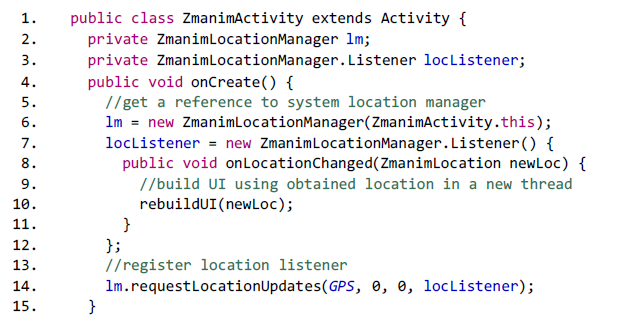 1. public class ZmanimActivity extends Activity {
2. private ZmanimLocationManager lm;
3. private ZmanimLocationManager.Listener locListener;
4. public void onCreate() {
5. //get a reference to system location manager
6. lm = new ZmanimLocationManager(ZmanimActivity.this);
7. locListener = new ZmanimLocationManager.Listener() {
8. public void onLocationChanged(ZmanimLocation newLoc) {
9. //build UI using obtained location in a new thread
10. rebuildUI(newLoc);
11. }
12. };
13. //register location listener
14. lm.requestLocationUpdates(GPS, 0, 0, locListener);
15. }